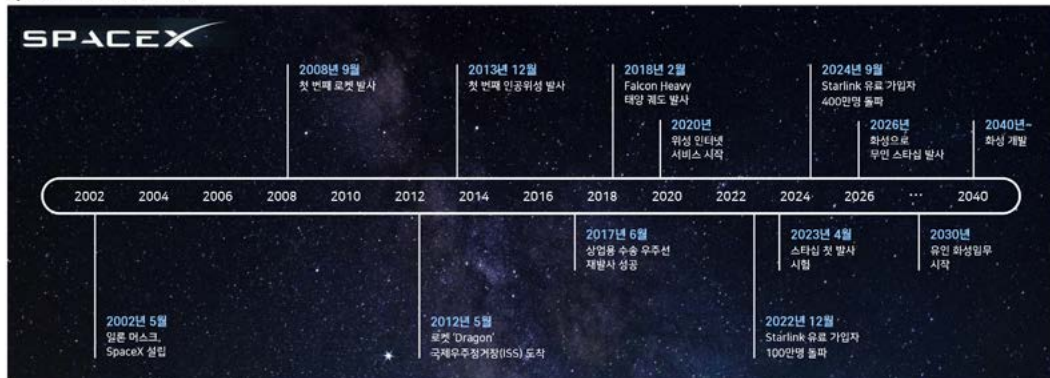 SPACEX
2008년 9월
첫 번째 로켓 발사
2013년 12월
첫 번째 인공위성 발사
2018년 2월
Falcon Heavy
태양 궤도 발사
2020년
위성 인터넷
서비스 시작
2024년 9월
Starlink 유료 가입자
400만명 돌파
2026년
화성으로
무인 스타십 발사
2040년~
화성 개발
2002 2004 2006 2008 2010 2012 2014 2016 2018 2020 2022 2024 2026 ... 2040
2002년 5월
일론 머스크,
SpaceX 설립
2012년 5월
로켓 'Dragon'
국제우주정거장(ISS) 도착
2017년 6월
상업용 수송 우주선
재발사 성공
2022년 12월
Starlink 유료 가입자
100만명 돌파
2023년 4월
스타십 첫 발사
시험
2030년
유인 화성임무
시작